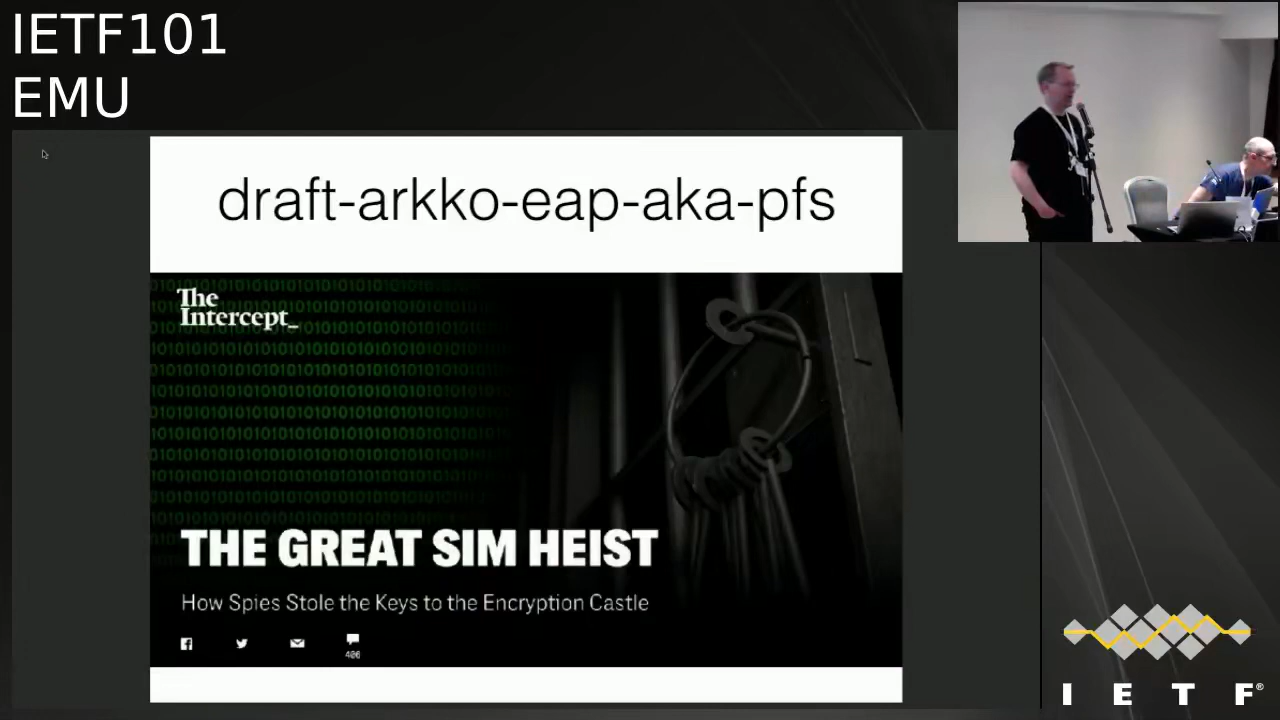 IETF101
EMU
draft-arkko-eap-aka-pfs
The
Intercept_
THE GREAT SIM HEIST
How Spies Stole the Keys to the Encryption Castle
406
I E T F®